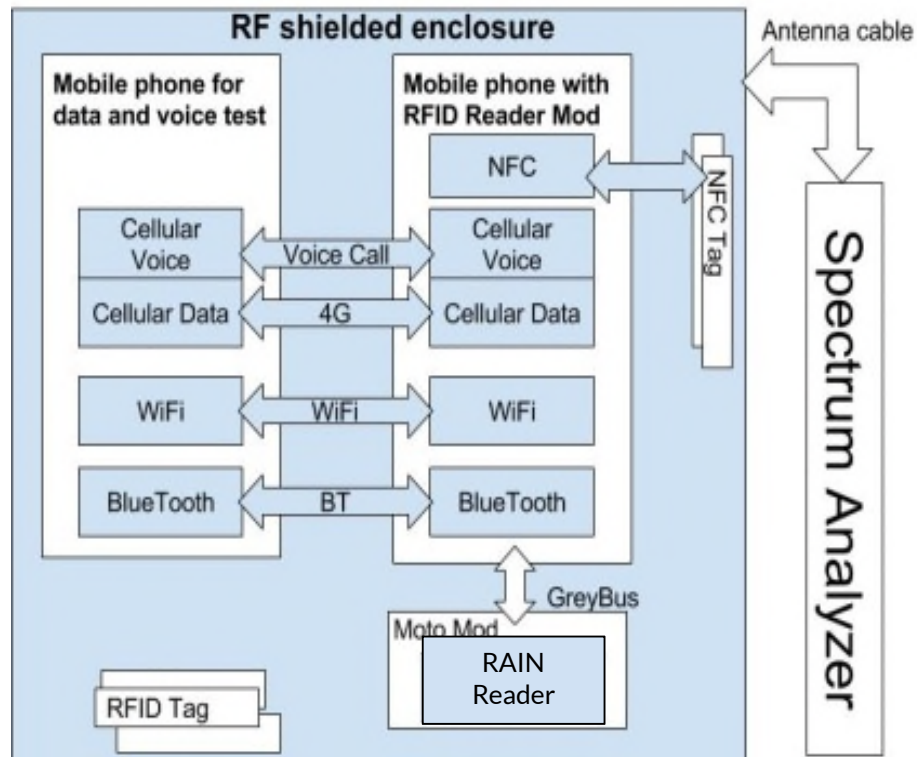 RF shielded enclosure
Antenna cable
Mobile phone for
data and voice test
Mobile phone with
RFID Reader Mod
NFC
NFC Tag
Cellular
Voice
Voice Call
Cellular
Voice
Cellular Data
4G
Cellular Data
WiFi
WiFi
WiFi
BlueTooth
BT
BlueTooth
GreyBus
Moto Mod
RAIN
Reader
RFID Tag
Spectrum Analyzer